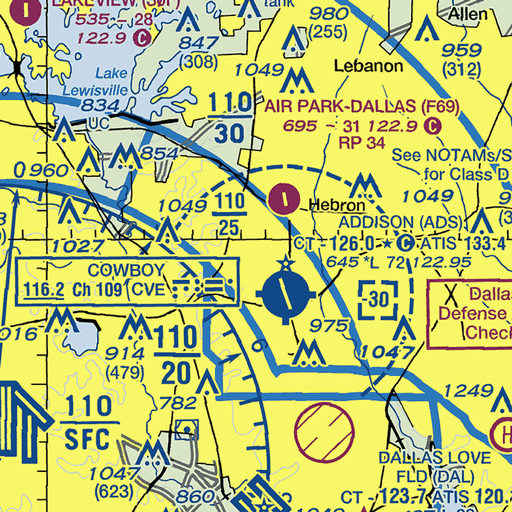 LAKEVIEW (30F)
535 - 28
122.9 C
847
(308)
tank
980
(255)
Allen
959
(312)
Lebanon
1049
Lake
Lewisville
834
UC
110
30
AIR PARK-DALLAS (F69)
695 - 31 122.9 C
RP 34
854
See NOTAMs/S
for Class D
0960
1049
110
25
Hebron
1049
ADDISON (ADS)
CT - 126.0 ★ C ATIS 133.4
645 *L 72 122.95
1027
COWBOY
116.2 Ch 109 CVE
-30
Dallas
Defense
Check
016
975
914
(479)
110
20
1047
1249
782
110
SFC
H
1047
(623)
860
DALLAS LOVE
FLD (DAL)
CT - 123.7 ATIS 120.